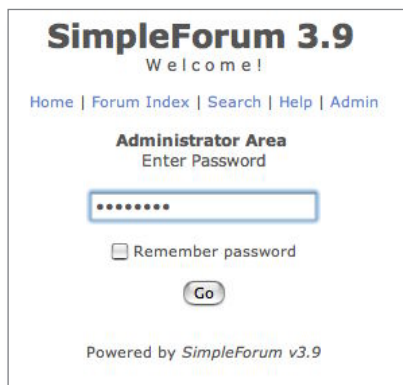 SimpleForum 3.9
Welcome!
Home | Forum Index | Search | Help | Admin
Administrator Area
Enter Password
••••••••
Remember password
Go
Powered by SimpleForum v3.9